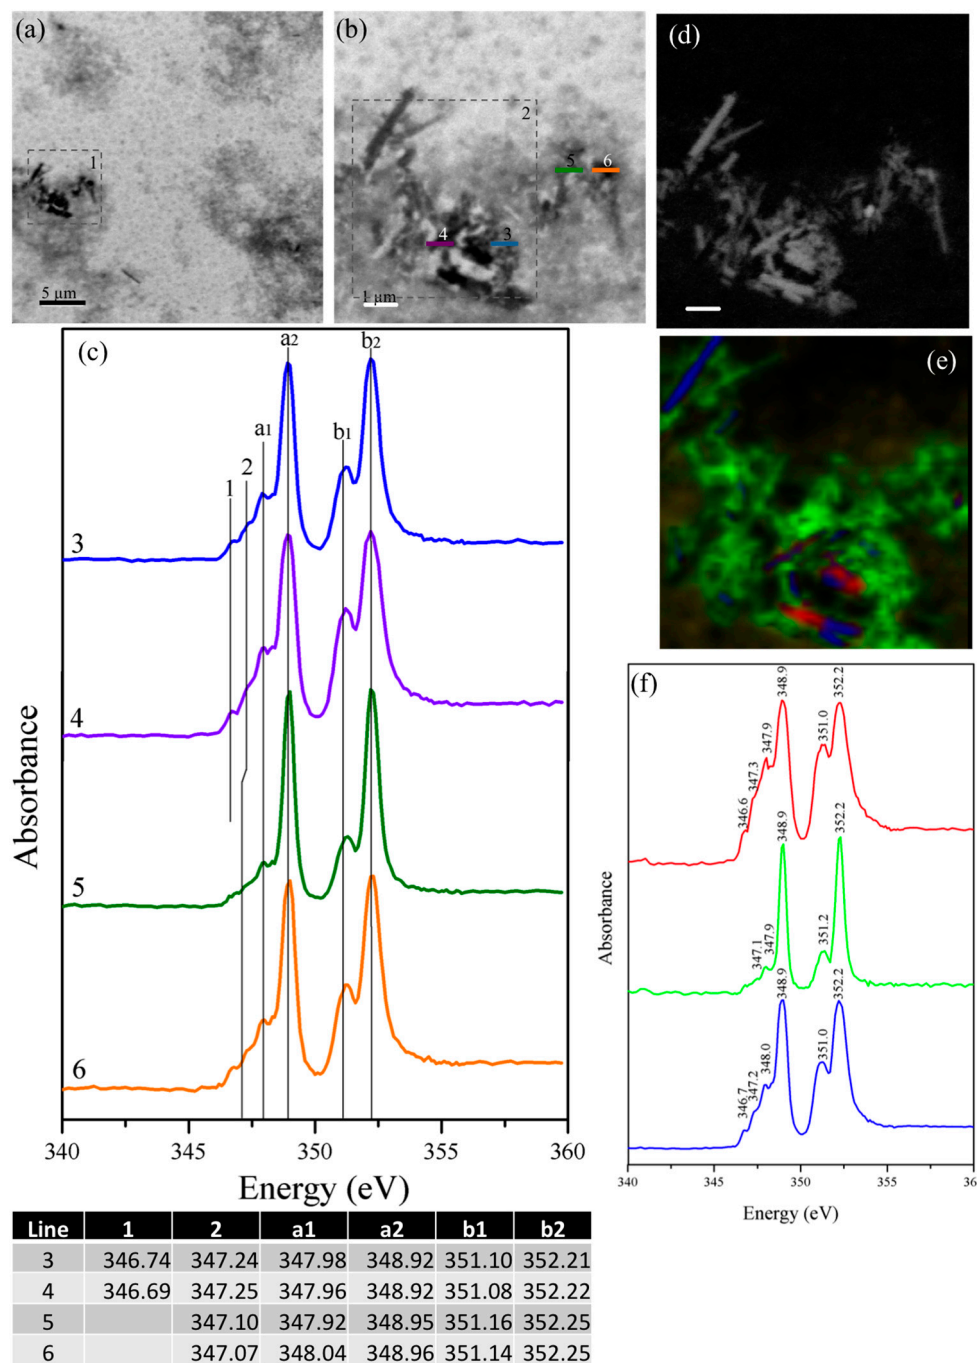 (a)
1
5 µm
(b)
2
5
6
4
3
1 µm
(d)
(c)
a2
b2
a1
b1
2
1
3
4
5
6
Absorbance
340
345
350
355
360
Energy (eV)
(e)
(f)
348.9
352.2
347.9
351.0
347.3
346.6
348.9
352.2
351.2
347.9
347.1
348.9
352.2
351.0
348.0
347.2
346.7
Absorbance
340
345
350
355
36
Energy (eV)
Line 1 2 a1 a2 b1 b2
3 346.74 347.24 347.98 348.92 351.10 352.21
4 346.69 347.25 347.96 348.92 351.08 352.22
5 347.10 347.92 348.95 351.16 352.25
6 347.07 348.04 348.96 351.14 352.25